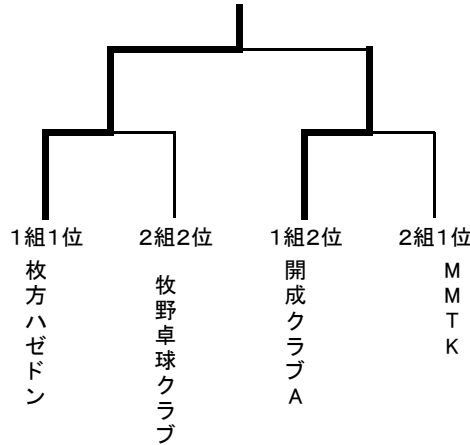 1組1位
2組2位
1組2位
2組1位
枚方ハゼドン
牧野卓球クラブ
開成クラブA
MMTK